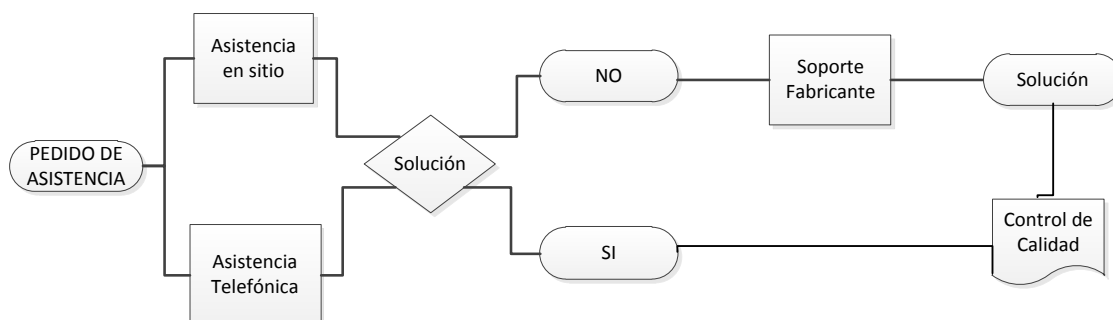 PEDIDO DE
ASISTENCIA
Asistencia
en sitio
Asistencia
Telefónica
Solución
NO
SI
Soporte
Fabricante
Solución
Control de
Calidad